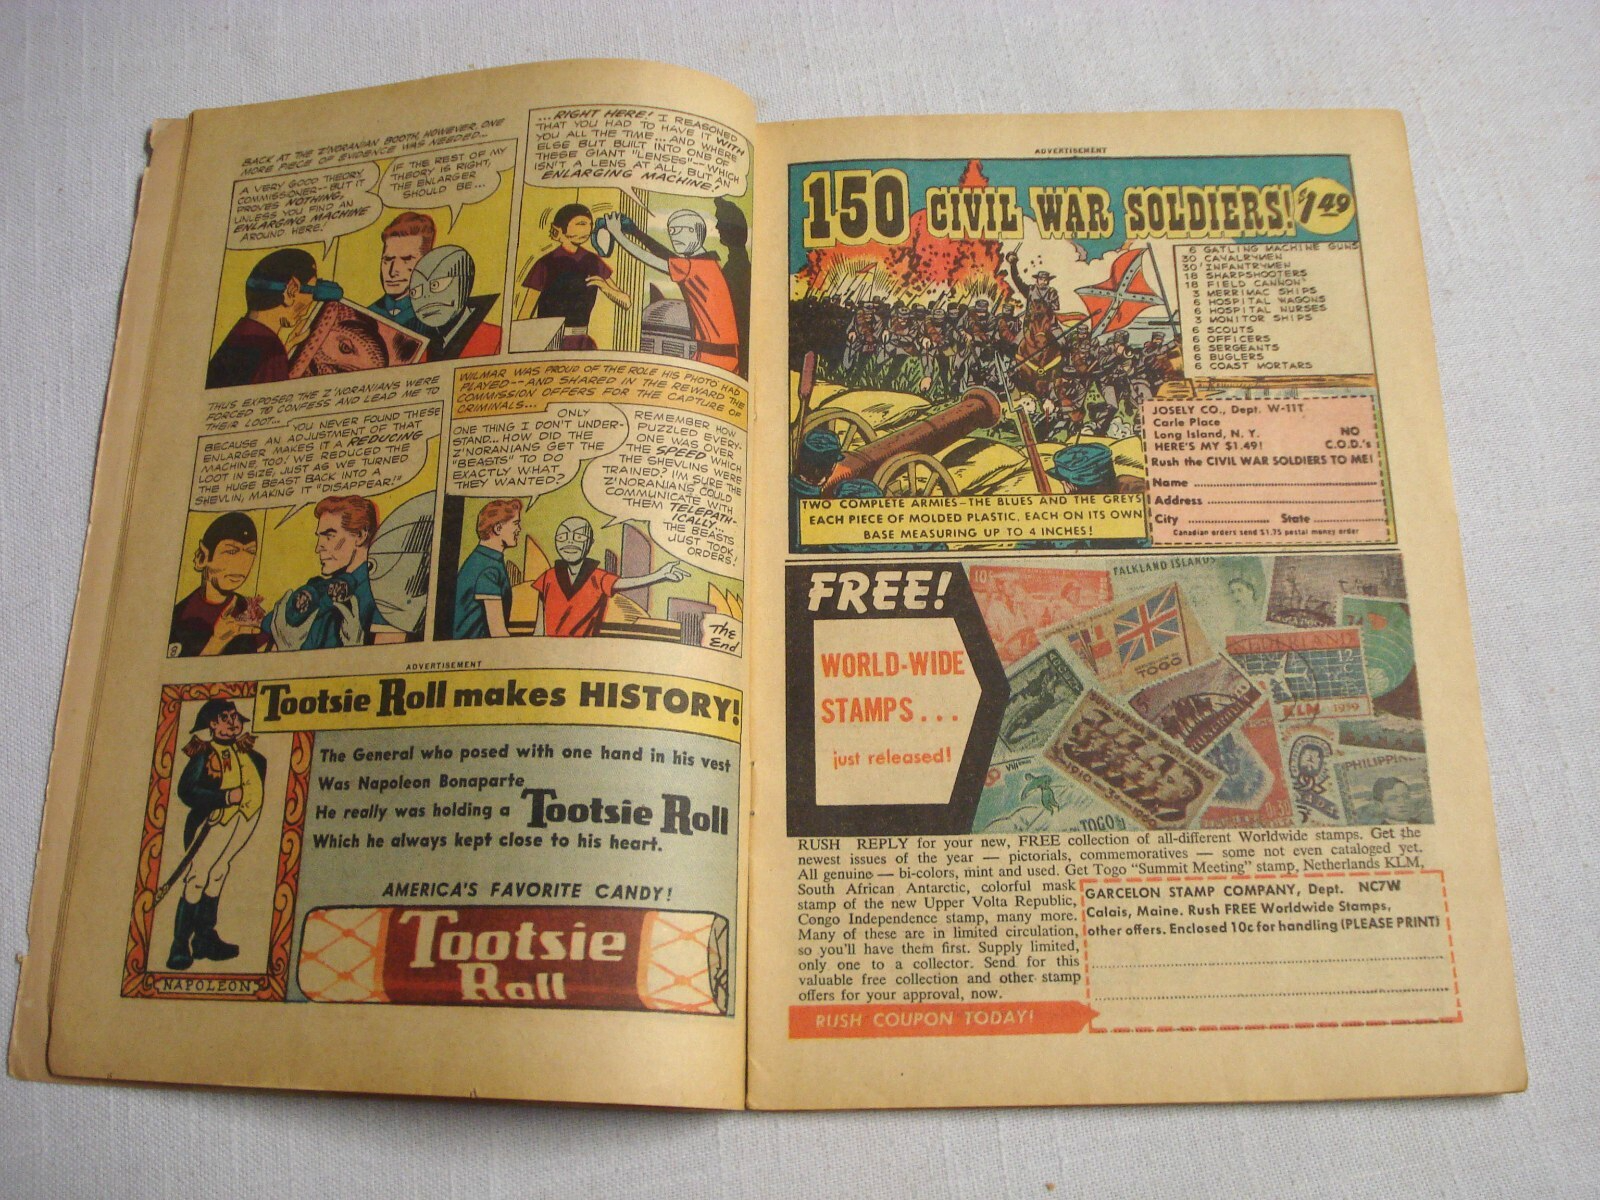 BACK AT THE Z'NORANIAN BOOTH, HOWEVER, ONE
MORE PIECE OF EVIDENCE WAS NEEDED...
A VERY GOOD THEORY,
COMMISSIONER--BUT IT
PROVES NOTHING,
UNLESS YOU FIND AN
ENLARGING MACHINE
AROUND HERE!
IF THE REST OF MY
THEORY IS RIGHT,
THE ENLARGER
SHOULD BE...
...RIGHT HERE! I REASONED
THAT YOU HAD TO HAVE IT WITH
YOU ALL THE TIME...AND WHERE
ELSE BUT BUILT INTO ONE OF
THESE GIANT "LENSES"--WHICH
ISN'T A LENS AT ALL, BUT AN
ENLARGING MACHINE!
THUS EXPOSED, THE Z'NORANIANS WERE
FORCED TO CONFESS AND LEAD ME TO
THEIR LOOT...
YOU NEVER FOUND THESE
BECAUSE AN ADJUSTMENT OF THAT
ENLARGER MAKES IT A REDUCING
MACHINE, TOO! WE REDUCED THE
LOOT IN SIZE, JUST AS WE TURNED
THE HUGE BEAST BACK INTO A
SHEVLIN, MAKING IT "DISAPPEAR!"
WILMAR WAS PROUD OF THE ROLE HIS PHOTO HAD
PLAYED--AND SHARED IN THE REWARD THE
COMMISSION OFFERS FOR THE CAPTURE OF
CRIMINALS...
ONLY
ONE THING I DON'T UNDER-
STAND... HOW DID THE
Z'NORANIANS GET THE
"BEASTS" TO DO
EXACTLY WHAT
THEY WANTED?
REMEMBER HOW
PUZZLED EVERY-
ONE WAS OVER
THE SPEED WHICH
THE SHEVLINS WERE
TRAINED? I'M SURE THE
Z'NORANIANS COULD
COMMUNICATE WITH
THEM TELEPATH-
ICALLY...
THE BEASTS
JUST TOOK
ORDERS!
The
End
8
ADVERTISEMENT
Tootsie Roll makes HISTORY!
The General who posed with one hand in his vest
Was Napoleon Bonaparte
He really was holding a Tootsie Roll
Which he always kept close to his heart.
AMERICA'S FAVORITE CANDY!
Tootsie
Roll
NAPOLEON
ADVERTISEMENT
150 CIVIL WAR SOLDIERS! $1.49
6 GATLING MACHINE GUNS
30 CAVALRYMEN
30 INFANTRYMEN
18 SHARPSHOOTERS
18 FIELD CANNON
3 MERRIMAC SHIPS
6 HOSPITAL WAGONS
6 HOSPITAL NURSES
3 MONITOR SHIPS
6 SCOUTS
6 OFFICERS
6 SERGEANTS
6 BUGLERS
6 COAST MORTARS
TWO COMPLETE ARMIES—THE BLUES AND THE GREYS
EACH PIECE OF MOLDED PLASTIC, EACH ON ITS OWN
BASE MEASURING UP TO 4 INCHES!
JOSELY CO., Dept. W-11T
Carle Place
Long Island, N. Y.
HERE'S MY $1.49!
NO
C.O.D.'s
Rush the CIVIL WAR SOLDIERS TO ME!
Name
Address
City State
Canadian orders send $1.75 postal money order
FREE!
WORLD-WIDE
STAMPS...
just released!
10c
FALKLAND ISLANDS
TOGO
NEDERLAND
12
c
KLM 1959
1910
1960
0.30
PHILIPPIN
TOGO
RUSH REPLY for your new, FREE collection of all-different Worldwide stamps. Get the
newest issues of the year — pictorials, commemoratives — some not even cataloged yet.
All genuine — bi-colors, mint and used. Get Togo "Summit Meeting" stamp, Netherlands KLM,
South African Antarctic, colorful mask
stamp of the new Upper Volta Republic,
Congo Independence stamp, many more.
Many of these are in limited circulation,
so you'll have them first. Supply limited,
only one to a collector. Send for this
valuable free collection and other stamp
offers for your approval, now.
RUSH COUPON TODAY!
GARCELON STAMP COMPANY, Dept. NC7W
Calais, Maine. Rush FREE Worldwide Stamps,
other offers. Enclosed 10c for handling (PLEASE PRINT)